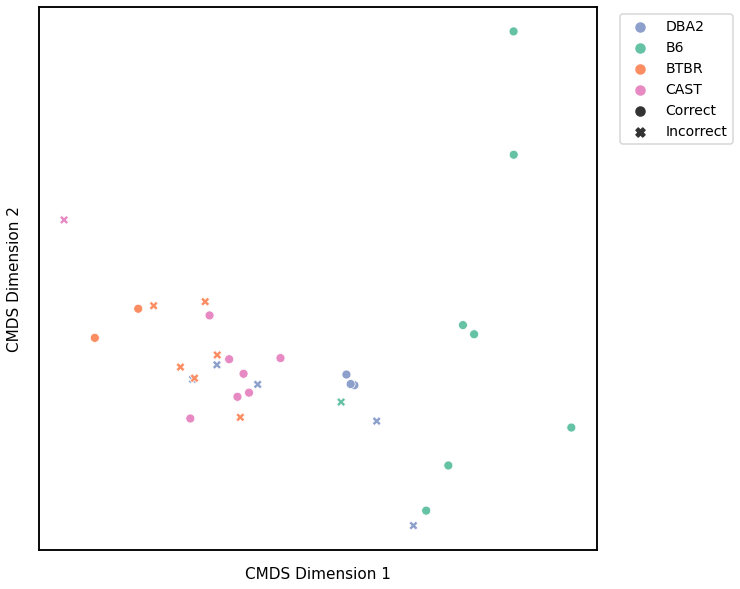 DBA2
B6
BTBR
CAST
Correct
Incorrect
CMDS Dimension 2
CMDS Dimension 1